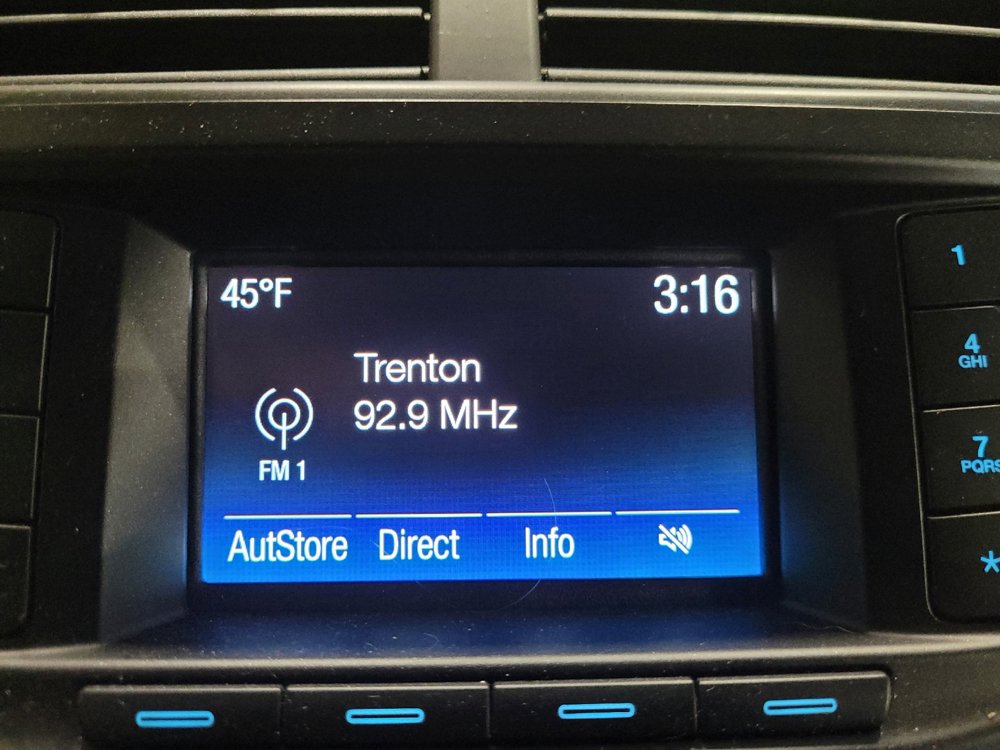 45°F
3:16
Trenton
92.9 MHz
FM 1
AutStore
Direct
Info
1
4
GHI
7
PQRS
*